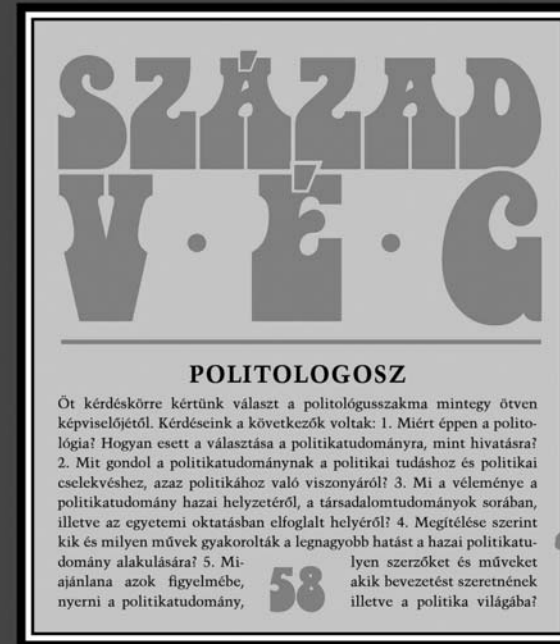 SZÁZAD
V·É·G
POLITOLOGOSZ
Öt kérdéskörre kértünk választ a politológusszakma mintegy ötven
képviselőjétől. Kérdéseink a következők voltak: 1. Miért éppen a polito-
lógia? Hogyan esett a választása a politikatudományra, mint hivatásra?
2. Mit gondol a politikatudománynak a politikai tudáshoz és politikai
cselekvéshez, azaz politikához való viszonyáról? 3. Mi a véleménye a
politikatudomány hazai helyzetéről, a társadalomtudományok sorában,
illetve az egyetemi oktatásban elfoglalt helyéről? 4. Megítélése szerint
kik és milyen művek gyakorolták a legnagyobb hatást a hazai politikatu-
domány alakulására? 5. Mi- lyen szerzőket és műveket
ajánlana azok figyelmébe, akik bevezetést szeretnének
nyerni a politikatudomány, illetve a politika világába?
58